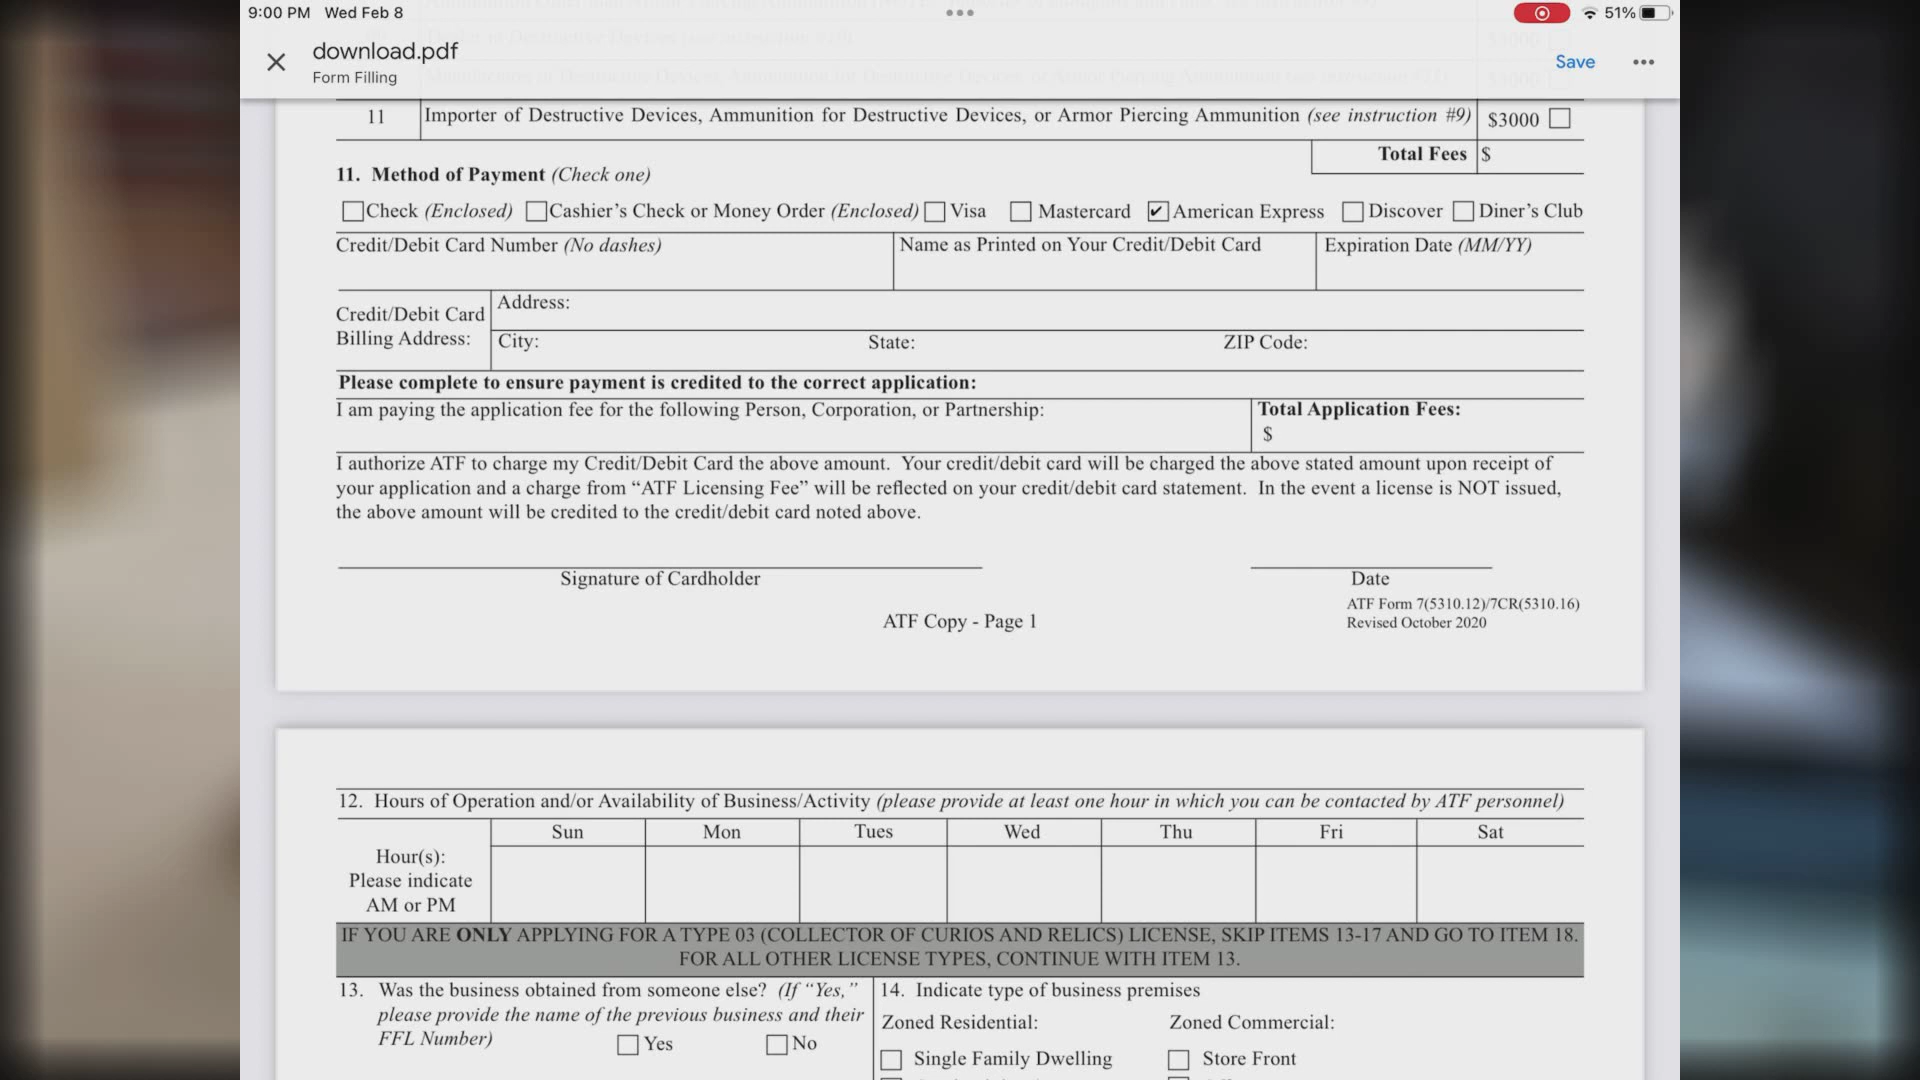 9:00 PM Wed Feb 8
51%
download.pdf
Form Filling
Save
11 Importer of Destructive Devices, Ammunition for Destructive Devices, or Armor Piercing Ammunition (see instruction #9) $3000
Total Fees $
11. Method of Payment (Check one)
Check (Enclosed) Cashier's Check or Money Order (Enclosed) Visa Mastercard American Express Discover Diner's Club
Credit/Debit Card Number (No dashes) Name as Printed on Your Credit/Debit Card Expiration Date (MM/YY)
Credit/Debit Card
Billing Address:
Address:
City: State: ZIP Code:
Please complete to ensure payment is credited to the correct application:
I am paying the application fee for the following Person, Corporation, or Partnership:
Total Application Fees:
$
I authorize ATF to charge my Credit/Debit Card the above amount. Your credit/debit card will be charged the above stated amount upon receipt of
your application and a charge from “ATF Licensing Fee” will be reflected on your credit/debit card statement. In the event a license is NOT issued,
the above amount will be credited to the credit/debit card noted above.
Signature of Cardholder Date
ATF Copy - Page 1
ATF Form 7(5310.12)/7CR(5310.16)
Revised October 2020
12. Hours of Operation and/or Availability of Business/Activity (please provide at least one hour in which you can be contacted by ATF personnel)
Sun Mon Tues Wed Thu Fri Sat
Hour(s):
Please indicate
AM or PM
IF YOU ARE ONLY APPLYING FOR A TYPE 03 (COLLECTOR OF CURIOS AND RELICS) LICENSE, SKIP ITEMS 13-17 AND GO TO ITEM 18.
FOR ALL OTHER LICENSE TYPES, CONTINUE WITH ITEM 13.
13. Was the business obtained from someone else? (If “Yes,”
please provide the name of the previous business and their
FFL Number) Yes No
14. Indicate type of business premises
Zoned Residential: Zoned Commercial:
Single Family Dwelling Store Front